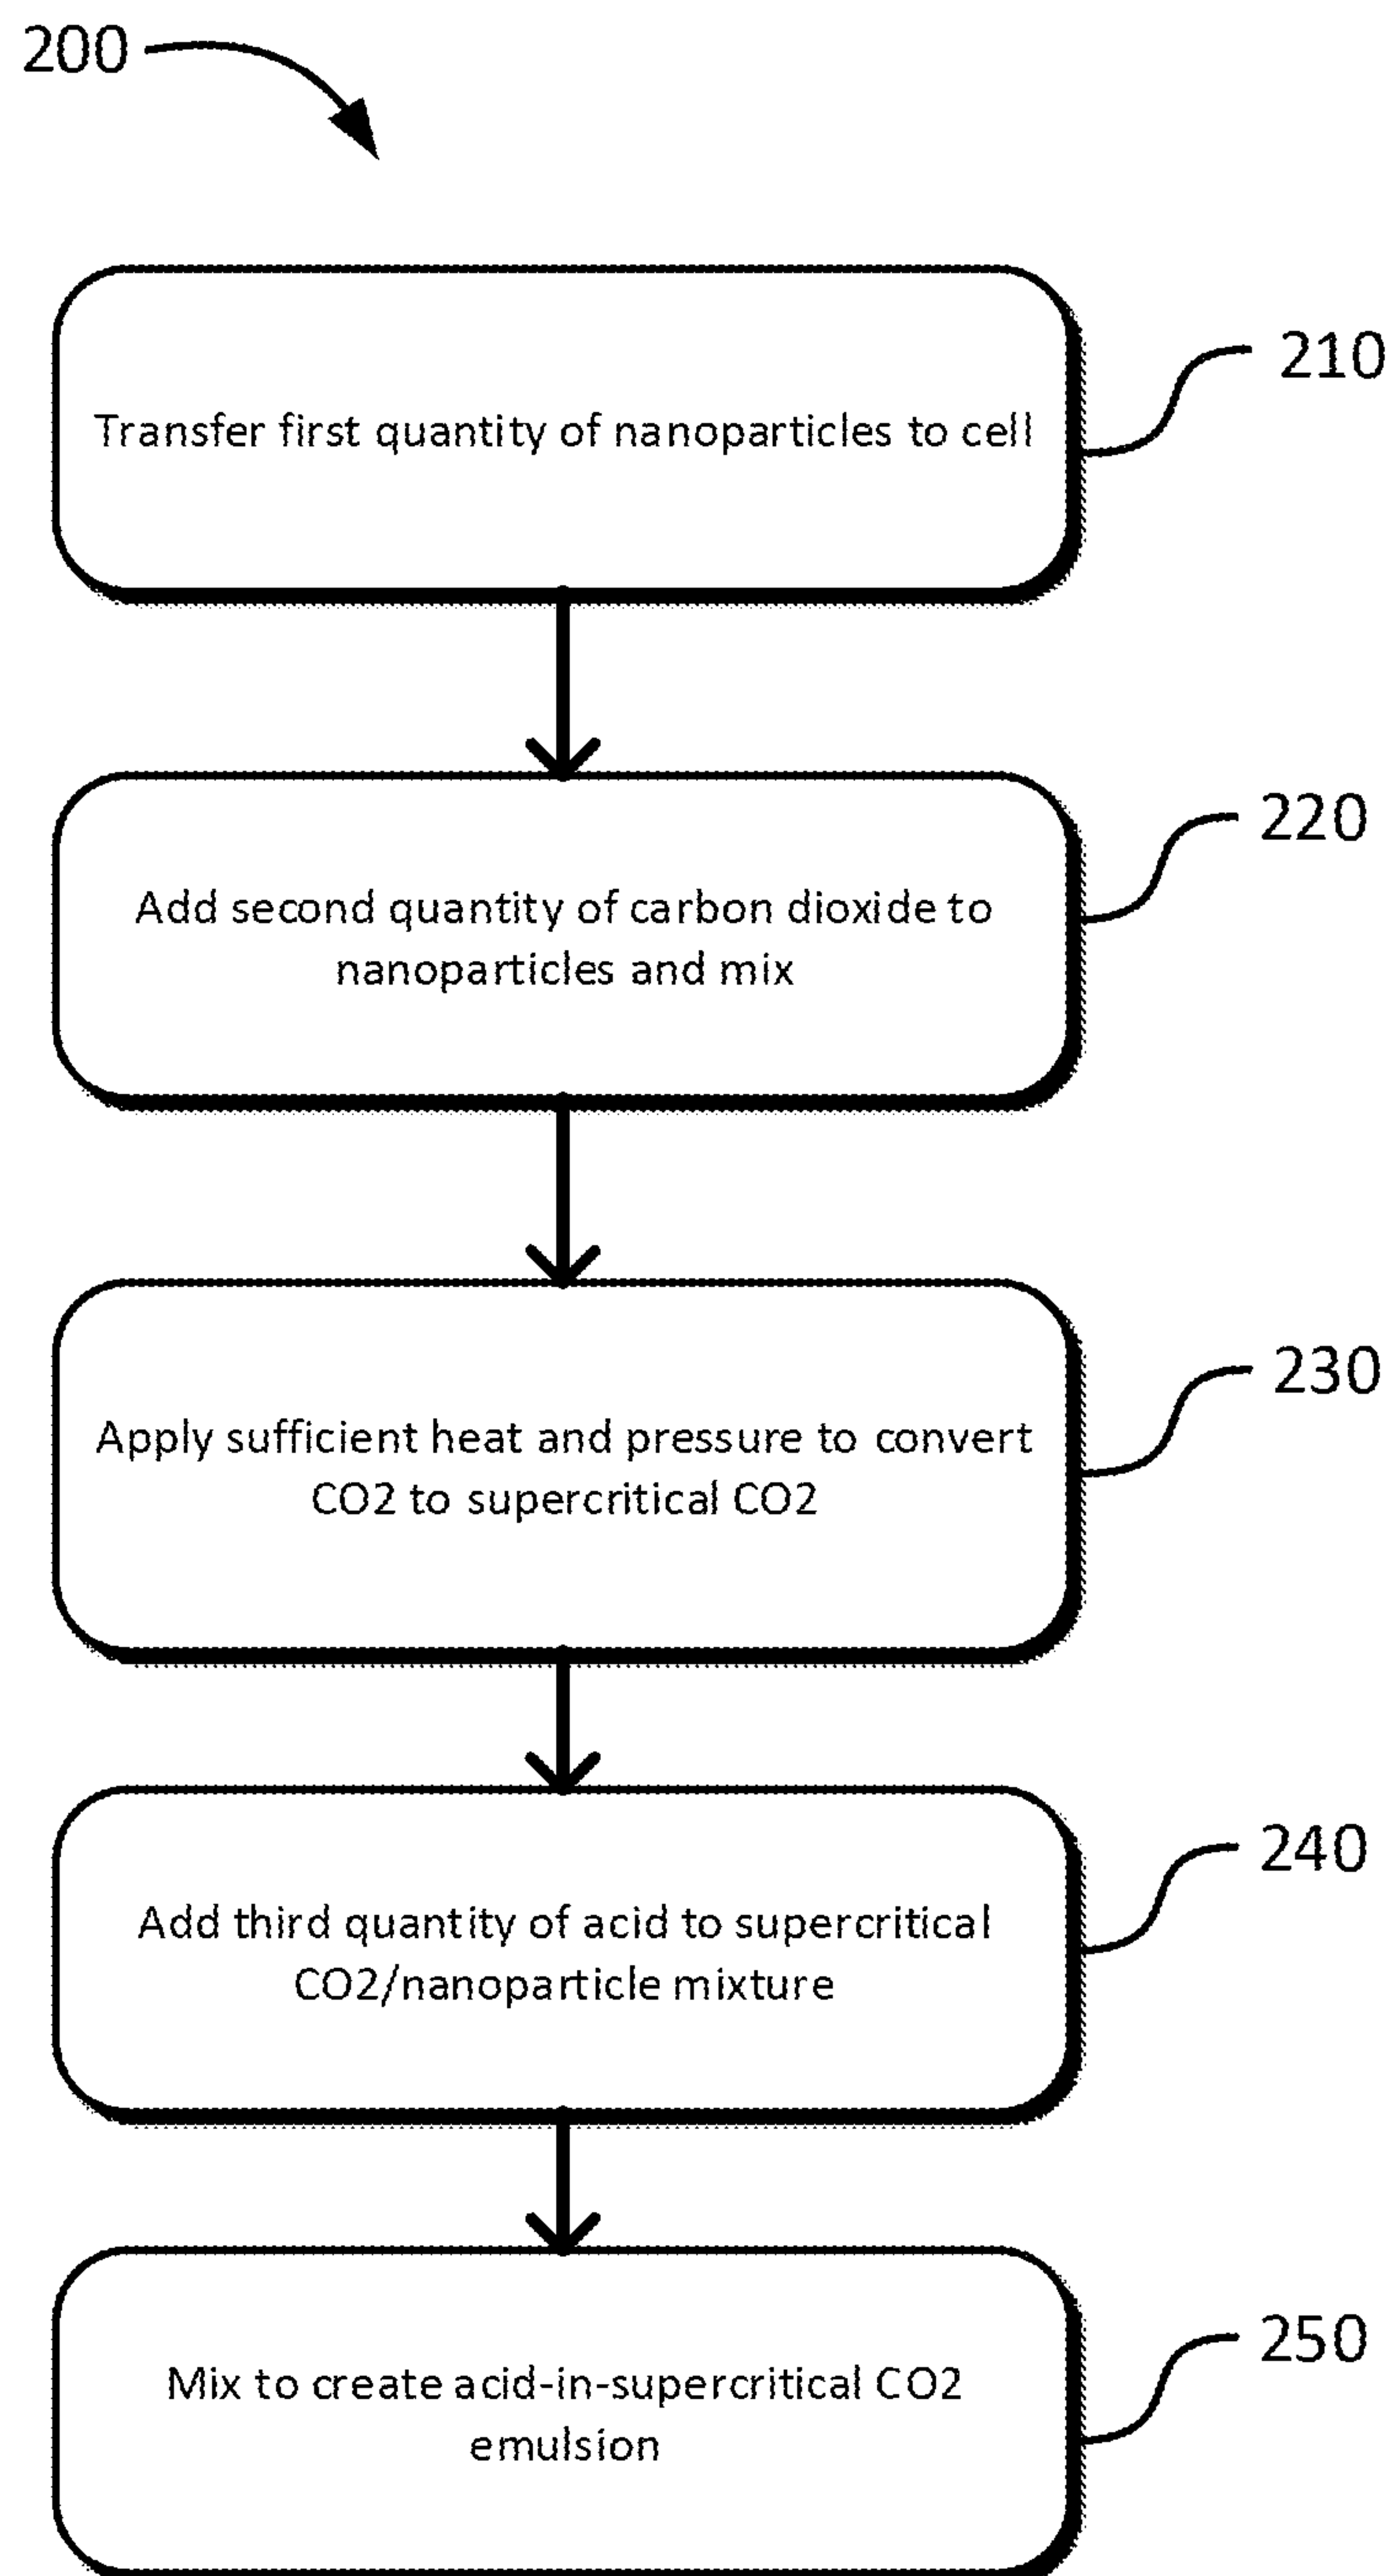 200
Transfer first quantity of nanoparticles to cell
210
Add second quantity of carbon dioxide to
nanoparticles and mix
220
Apply sufficient heat and pressure to convert
CO2 to supercritical CO2
230
Add third quantity of acid to supercritical
CO2/nanoparticle mixture
240
Mix to create acid-in-supercritical CO2
emulsion
250